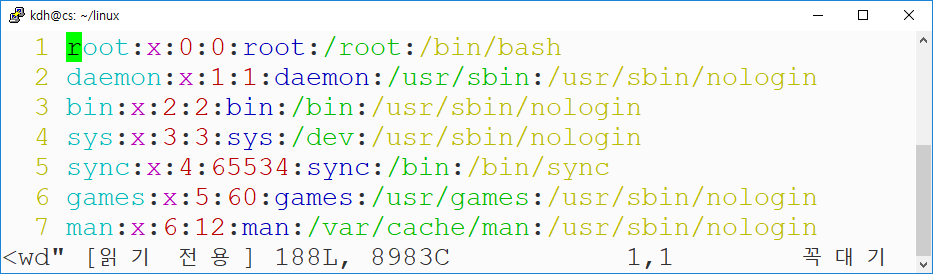 kdh@cs: ~/linux
1 root:x:0:0:root:/root:/bin/bash
2 daemon:x:1:1:daemon:/usr/sbin:/usr/sbin/nologin
3 bin:x:2:2:bin:/bin:/usr/sbin/nologin
4 sys:x:3:3:sys:/dev:/usr/sbin/nologin
5 sync:x:4:65534:sync:/bin:/bin/sync
6 games:x:5:60:games:/usr/games:/usr/sbin/nologin
7 man:x:6:12:man:/var/cache/man:/usr/sbin/nologin
<wd" [읽기 전용] 188L, 8983C 1,1 꼭대기